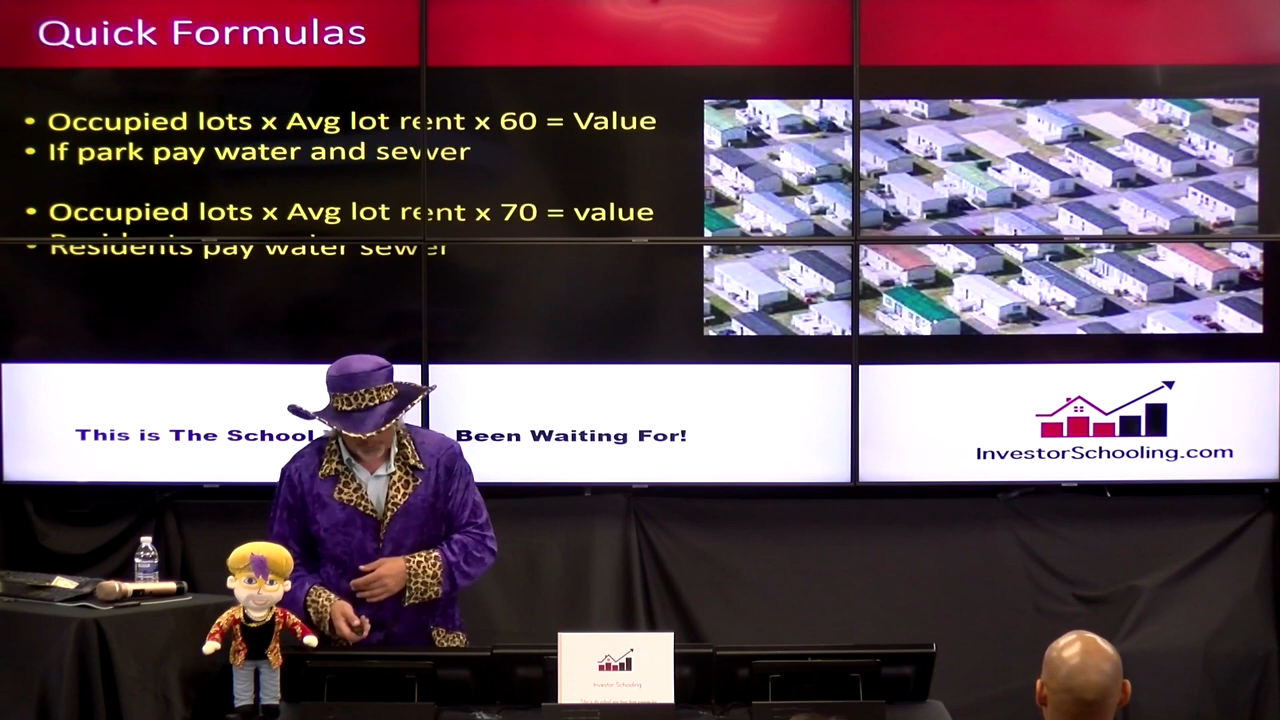 Quick Formulas
• Occupied lots x Avg lot rent x 60 = Value
• If park pay water and sewer
• Occupied lots x Avg lot rent x 70 = value
• Residents pay water sewer
This is The School
Been Waiting For!
InvestorSchooling.com
Investor Schooling